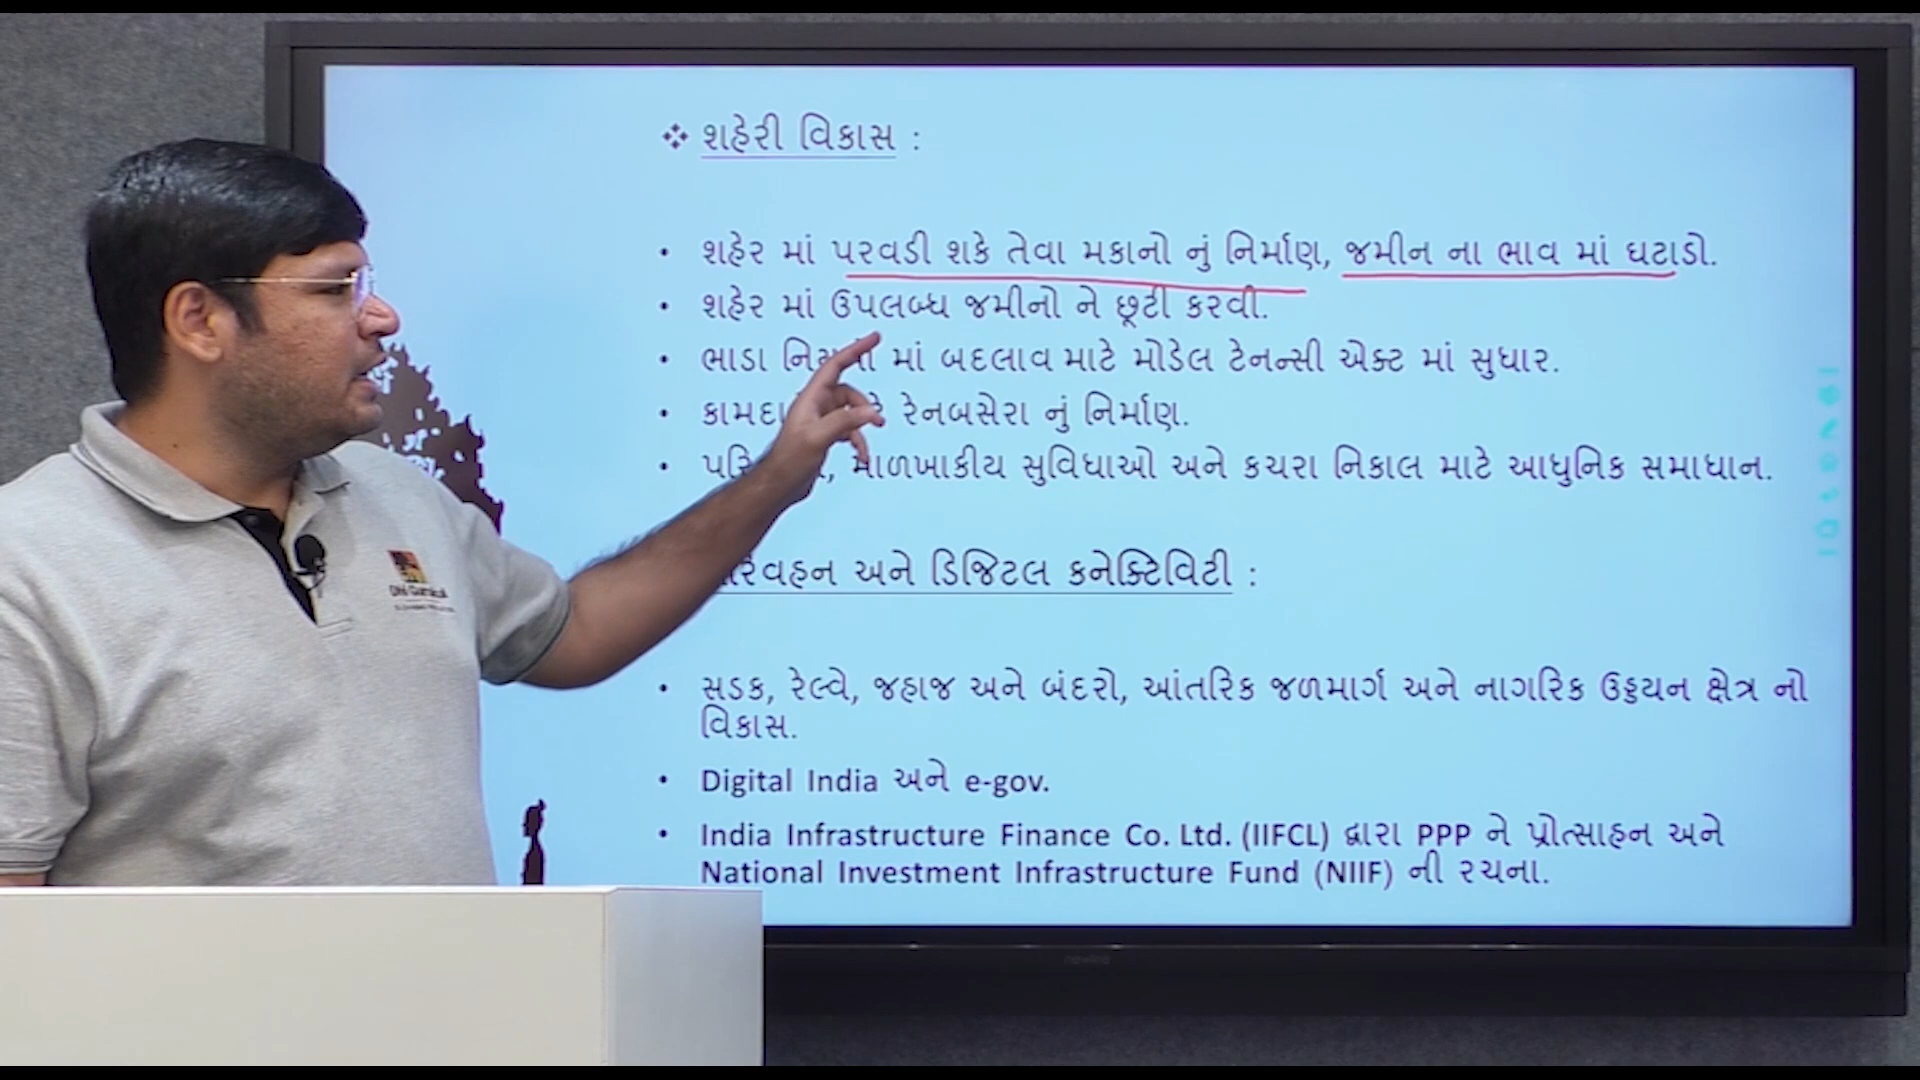 ❖ શહેરી વિકાસ :
• શહેર માં પરવડી શકે તેવા મકાનો નું નિર્માણ, જમીન ના ભાવ માં ઘટાડો.
• શહેર માં ઉપલબ્ધ જમીનો ને છૂટી કરવી.
• ભાડા માં બદલાવ માટે મોડેલ ટેનન્સી એક્ટ માં સુધાર.
• રેનબસેરા નું નિર્માણ.
• માળખાકીય સુવિધાઓ અને કચરા નિકાલ માટે આધુનિક સમાધાન.
અને ડિજિટલ કનેક્ટિવિટી :
• સડક, રેલ્વે, જહાજ અને બંદરો, આંતરિક જળમાર્ગ અને નાગરિક ઉડ્ડયન ક્ષેત્ર નો
વિકાસ.
• Digital India અને e-gov.
• India Infrastructure Finance Co. Ltd. (IIFCL) દ્વારા PPP ને પ્રોત્સાહન અને
National Investment Infrastructure Fund (NIIF) ની રચના.